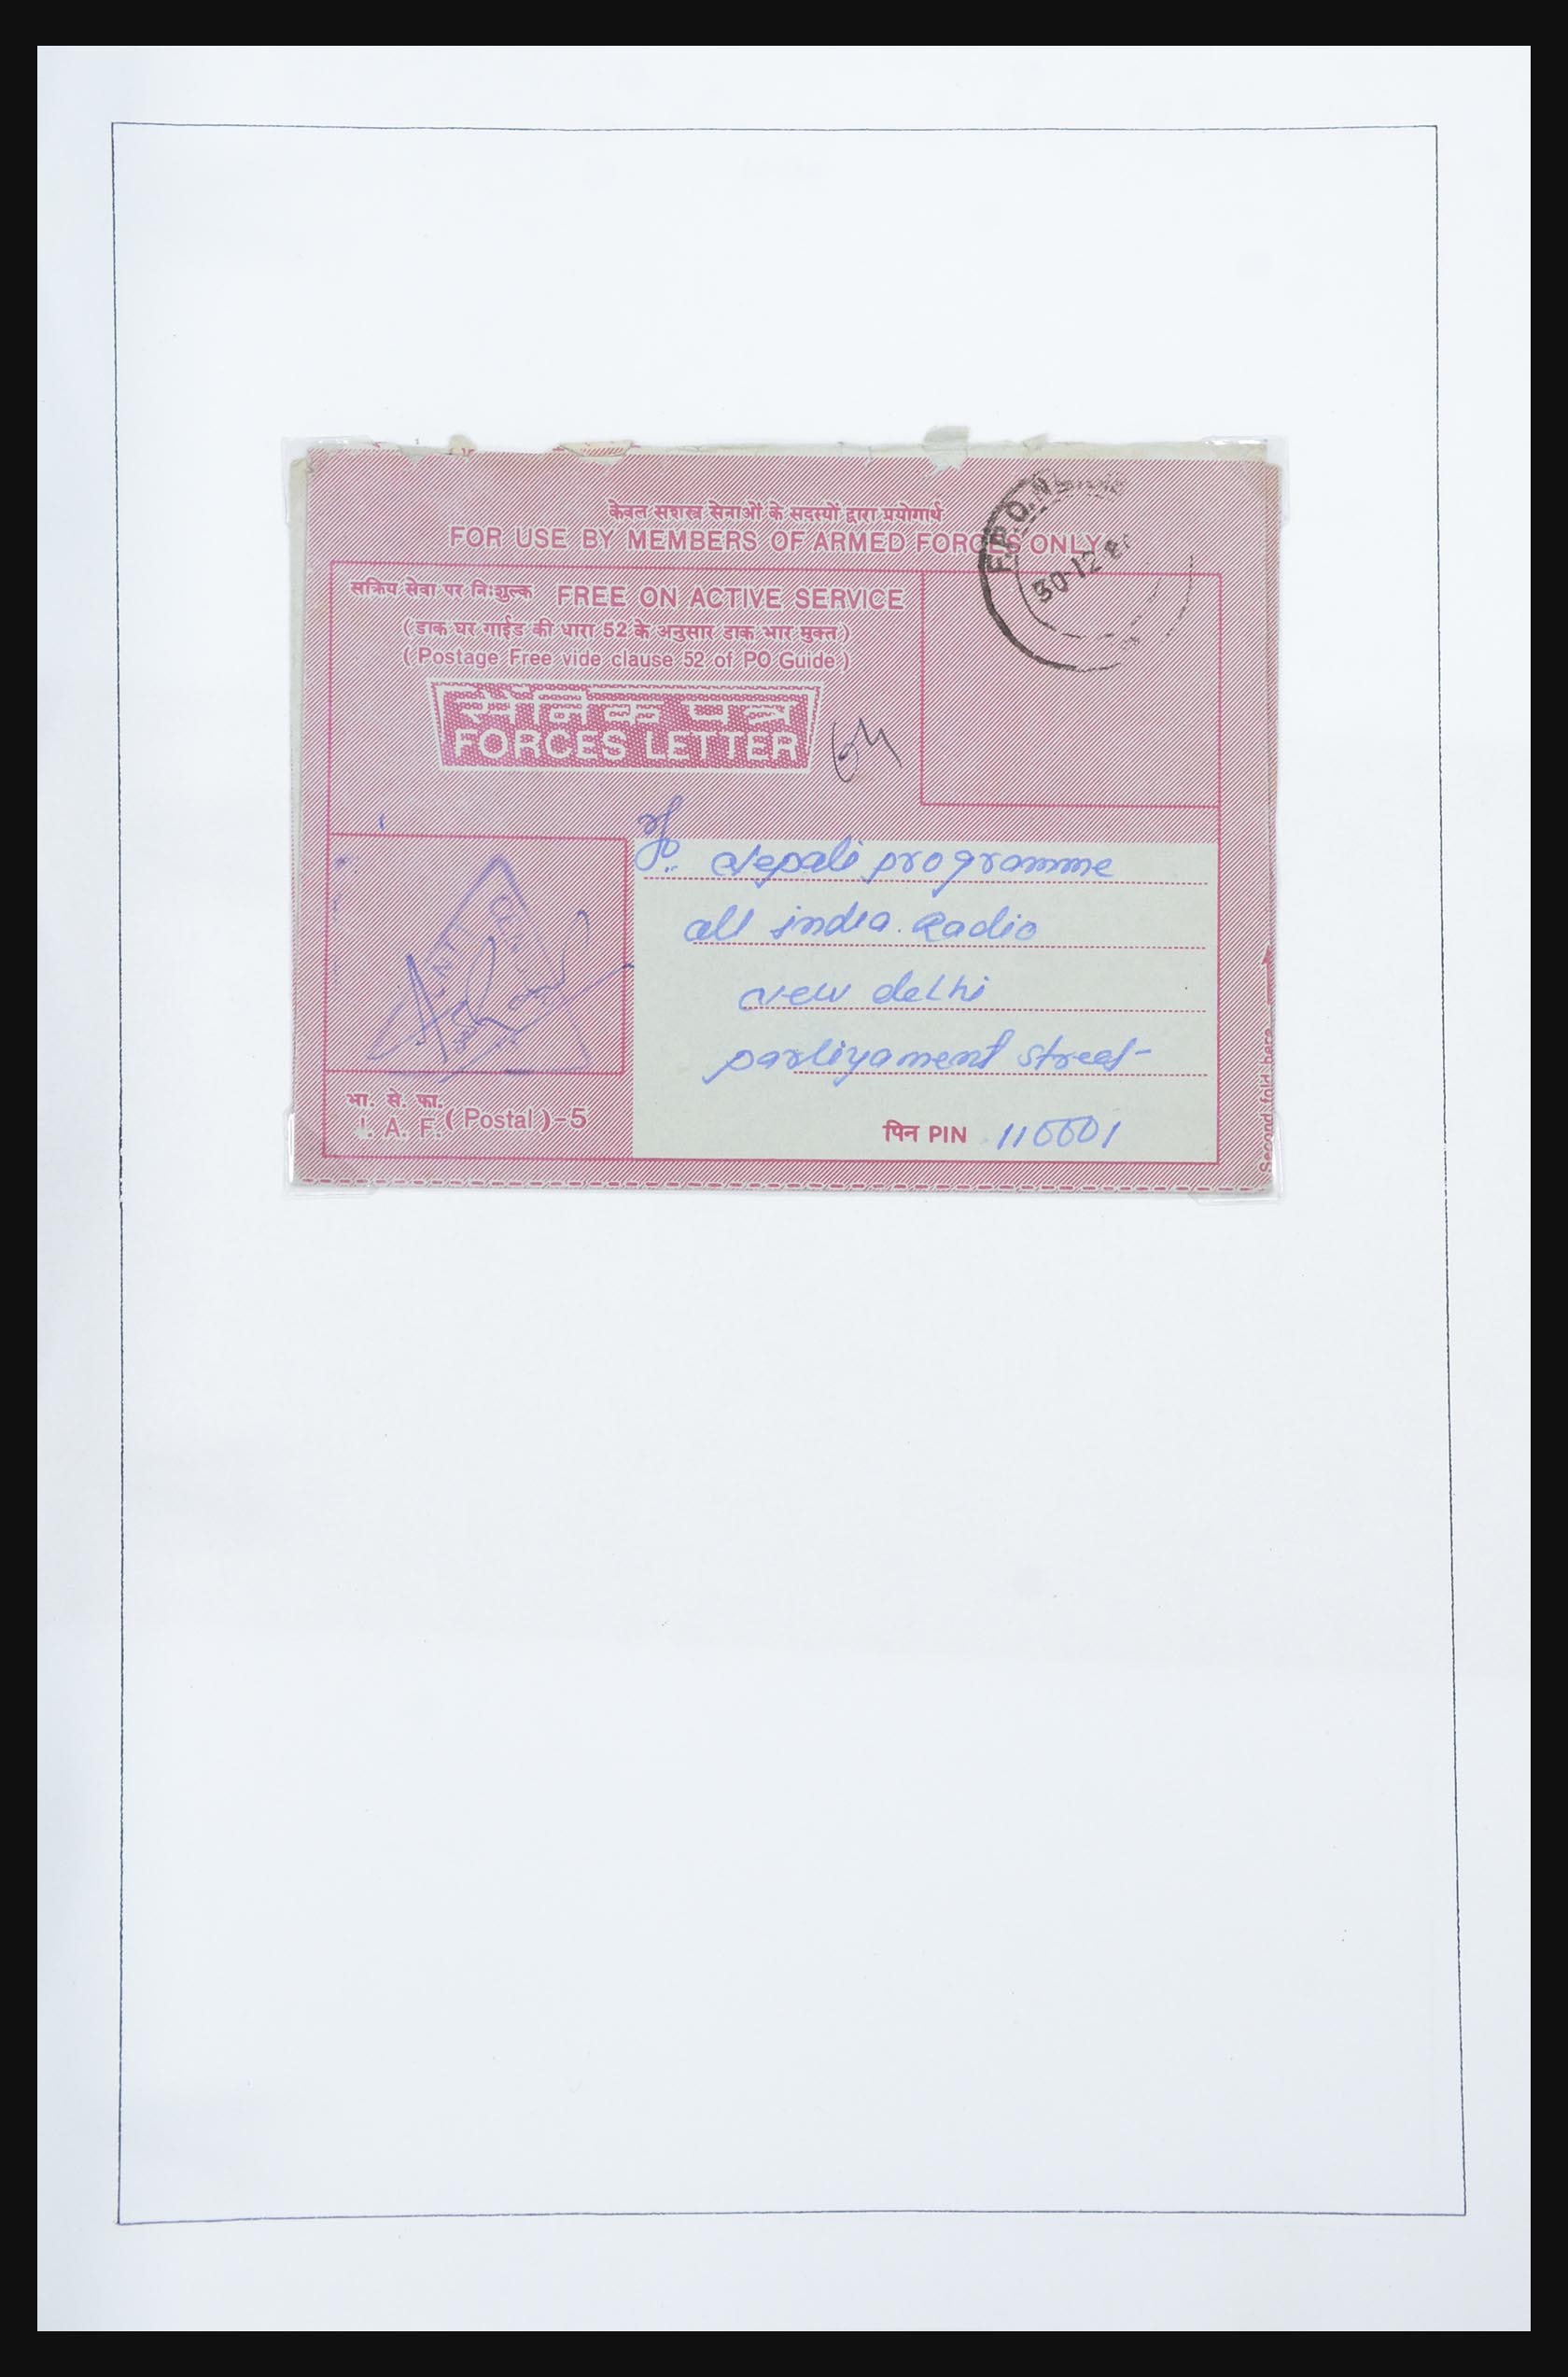 केवल सशस्त्र सेनाओं के सदस्यों द्वारा प्रयोगार्थ
FOR USE BY MEMBERS OF ARMED FORCES ONLY
F.P.O. N
30-12 8
सक्रिय सेवा पर निःशुल्क FREE ON ACTIVE SERVICE
(डाक घर गाईड की धारा 52 के अनुसार डाक भार मुक्त)
(Postage Free vide clause 52 of PO Guide)
सैनिक पत्र
FORCES LETTER
64
Nepali programme
all india. Radio
New delhi
parliyament street-
पिन PIN 110001
भा. से. फा.
I. A. F. (Postal)-5
Second fold here